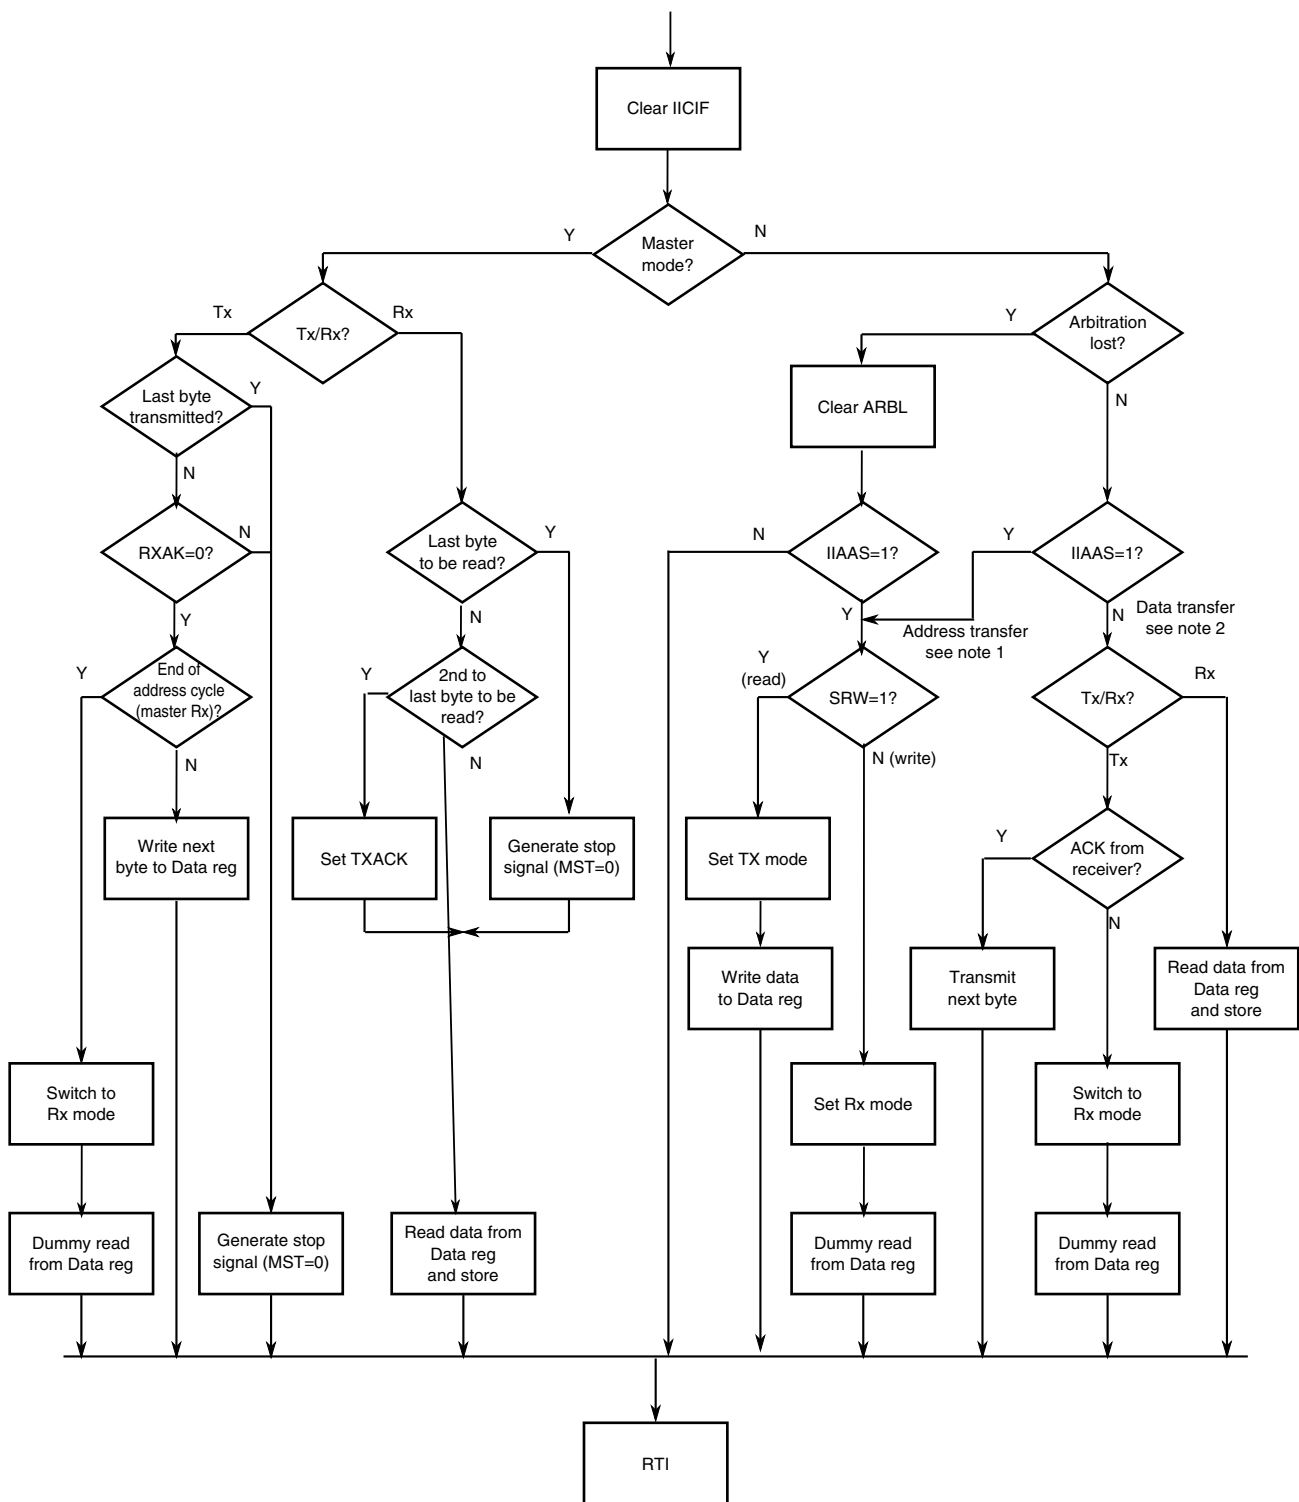 Clear IICIF
Master
mode?
Y
N
Tx/Rx?
Tx
Rx
Arbitration
lost?
Y
N
Last byte
transmitted?
Y
N
Clear ARBL
RXAK=0?
N
Y
Last byte
to be read?
Y
N
IIAAS=1?
N
Y
IIAAS=1?
Y
N
Address transfer
see note 1
Data transfer
see note 2
End of
address cycle
(master Rx)?
Y
N
2nd to
last byte to be
read?
Y
N
SRW=1?
Y
(read)
N (write)
Tx/Rx?
Rx
Tx
Write next
byte to Data reg
Set TXACK
Generate stop
signal (MST=0)
Set TX mode
ACK from
receiver?
Y
N
Write data
to Data reg
Transmit
next byte
Read data from
Data reg
and store
Switch to
Rx mode
Set Rx mode
Switch to
Rx mode
Dummy read
from Data reg
Generate stop
signal (MST=0)
Read data from
Data reg
and store
Dummy read
from Data reg
Dummy read
from Data reg
RTI